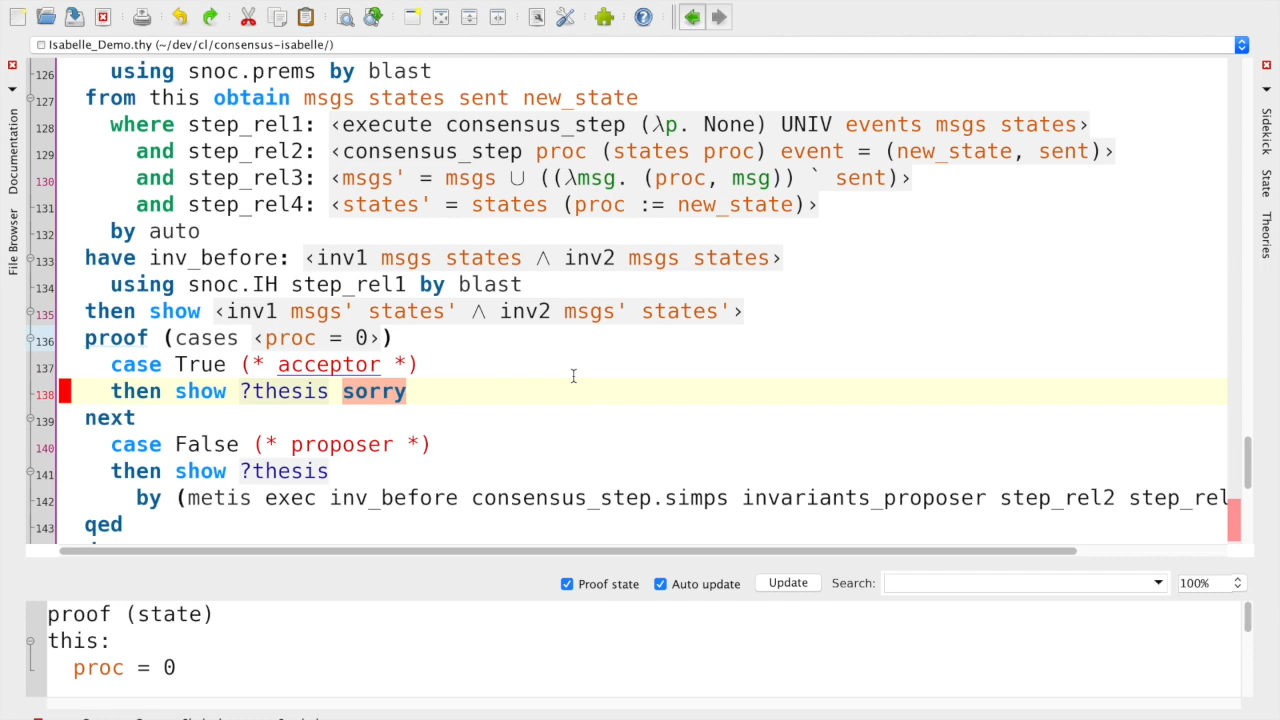 Isabelle_Demo.thy (~/dev/cl/consensus-isabelle/)
126 using snoc.prems by blast
127 from this obtain msgs states sent new_state
128 where step_rel1: ‹execute consensus_step (λp. None) UNIV events msgs states›
129 and step_rel2: ‹consensus_step proc (states proc) event = (new_state, sent)›
130 and step_rel3: ‹msgs' = msgs ∪ ((λmsg. (proc, msg)) ` sent)›
131 and step_rel4: ‹states' = states (proc := new_state)›
132 by auto
133 have inv_before: ‹inv1 msgs states ∧ inv2 msgs states›
134 using snoc.IH step_rel1 by blast
135 then show ‹inv1 msgs' states' ∧ inv2 msgs' states'›
136 proof (cases ‹proc = 0›)
137 case True (* acceptor *)
138 then show ?thesis sorry
139 next
140 case False (* proposer *)
141 then show ?thesis
142 by (metis exec inv_before consensus_step.simps invariants_proposer step_rel2 step_rel
143 qed
Documentation
File Browser
Sidekick
State
Theories
Proof state Auto update Update Search: 100%
proof (state)
this:
proc = 0